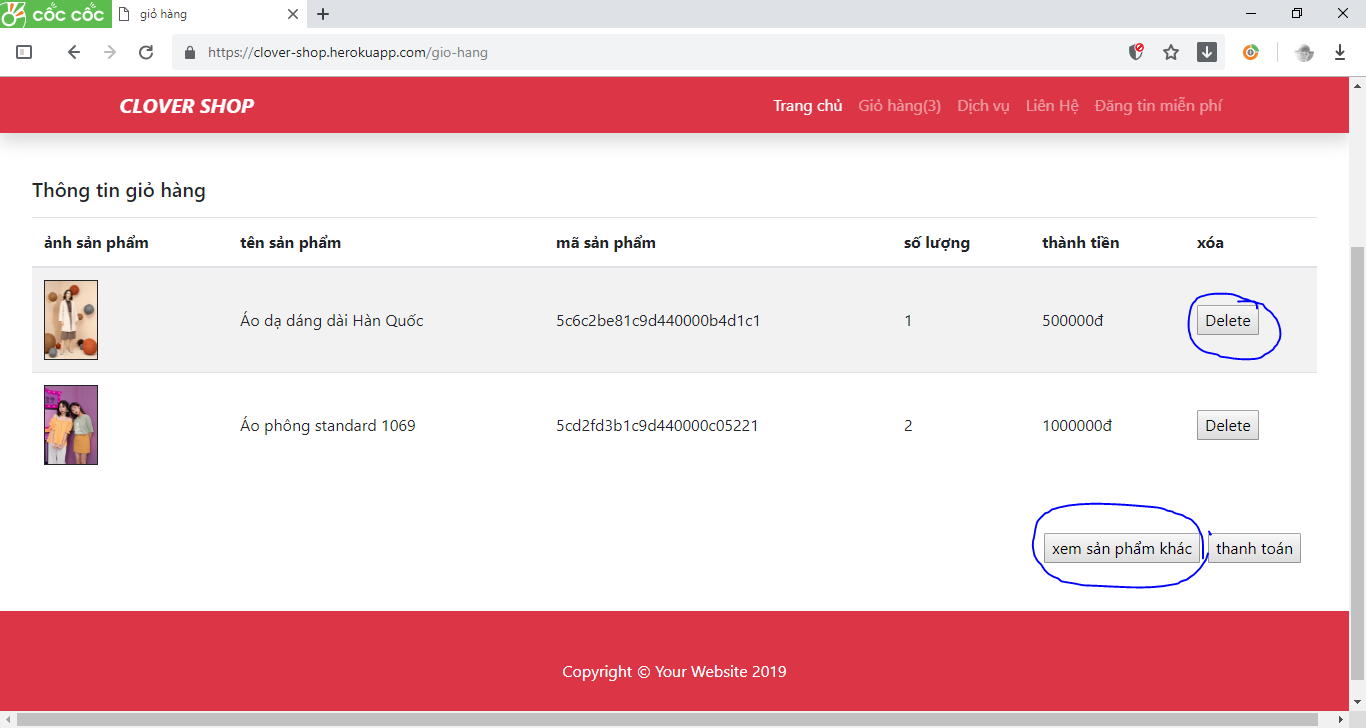 cốc cốc giỏ hàng
https://clover-shop.herokuapp.com/gio-hang
CLOVER SHOP Trang chủ Giỏ hàng(3) Dịch vụ Liên Hệ Đăng tin miễn phí
Thông tin giỏ hàng
ảnh sản phẩm tên sản phẩm mã sản phẩm số lượng thành tiền xóa
Áo dạ dáng dài Hàn Quốc 5c6c2be81c9d440000b4d1c1 1 500000đ Delete
Áo phông standard 1069 5cd2fd3b1c9d440000c05221 2 1000000đ Delete
xem sản phẩm khác thanh toán
Copyright © Your Website 2019